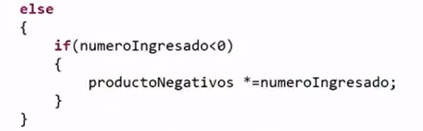 else
{
if(numeroIngresado<0)
{
productoNegativos *=numeroIngresado;
}
}